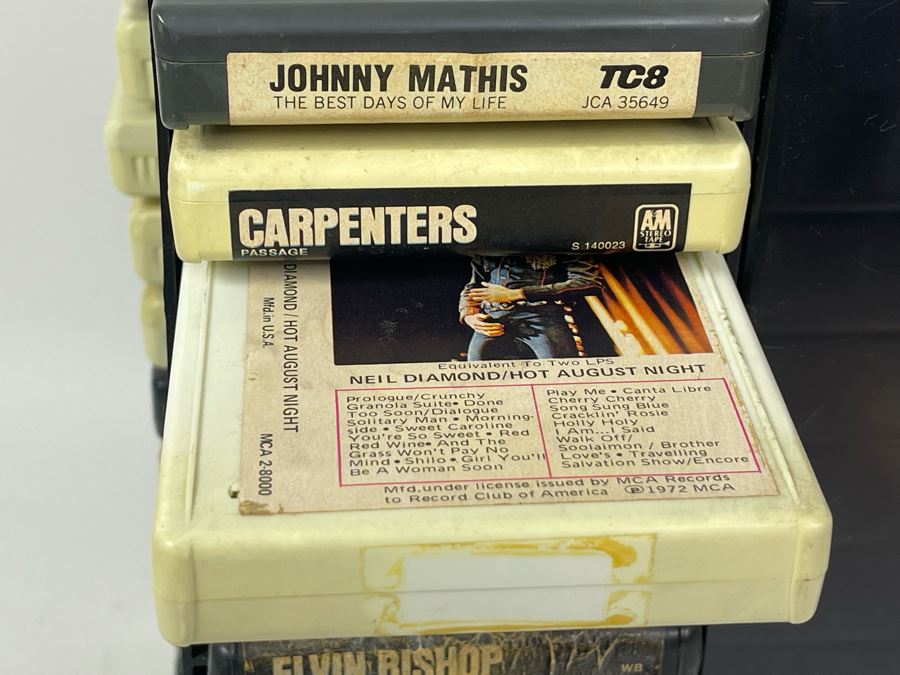 JOHNNY MATHIS TC8
THE BEST DAYS OF MY LIFE JCA 35649
CARPENTERS
PASSAGE S 140023
A&M
STEREO
TAPE
DIAMOND / HOT AUGUST NIGHT
Mfd. in U.S.A.
MCA 2-8000
Equivalent To Two LPS
NEIL DIAMOND/HOT AUGUST NIGHT
Prologue/Crunchy
Granola Suite • Done
Too Soon/Dialogue
Solitary Man • Morning-
side • Sweet Caroline
You're So Sweet • Red
Red Wine • And The
Grass Won't Pay No
Mind • Shilo • Girl You'll
Be A Woman Soon
Play Me • Canta Libre
Cherry Cherry
Song Sung Blue
Cracklin' Rosie
Holly Holy
I Am...I Said
Walk Off/
Soolaimon / Brother
Love's • Travelling
Salvation Show/Encore
Mfd. under license issued by MCA Records
to Record Club of America ℗1972 MCA
ELVIN BISHOP WB